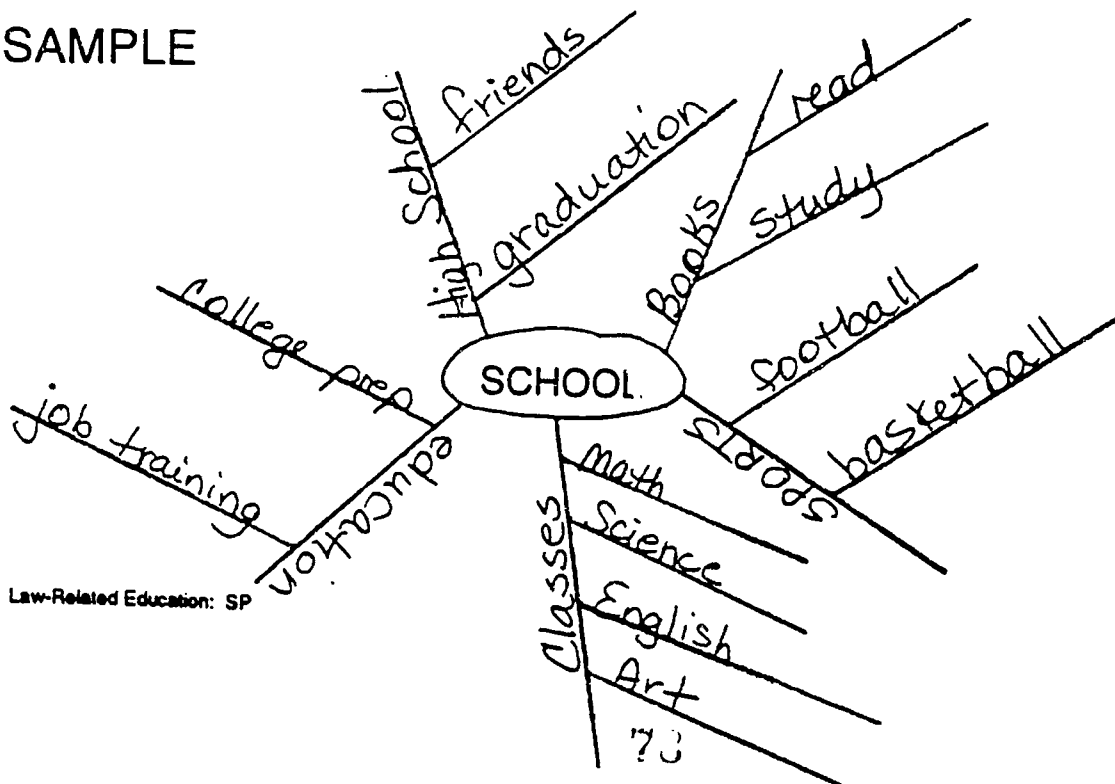 SAMPLE
High School
friends
graduation
Books
read
study
SCHOOL
SPORTS
football
basketball
Classes
Math
Science
English
Art
education
college prep
job training
Law-Related Education: SP